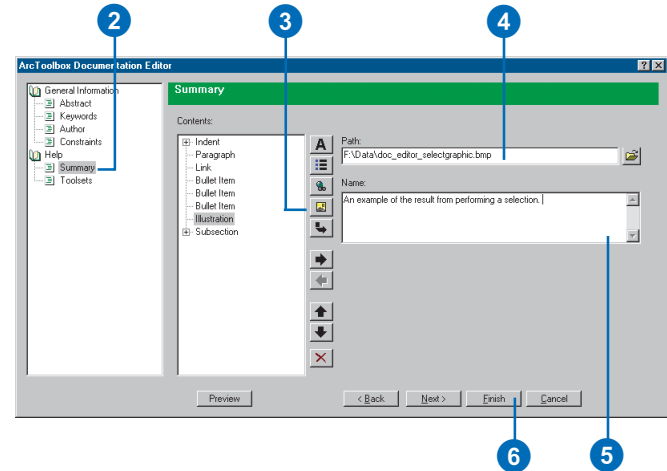 2
3
4
ArcToolbox Documentation Editor
General Information
Abstract
Keywords
Author
Constraints
Help
Summary
Toolsets
Summary
Contents:
Indent
Paragraph
Link
Bullet Item
Bullet Item
Bullet Item
Illustration
Subsection
A
Path:
F:\Data\doc_editor_selectgraphic.bmp
Name:
An example of the result from performing a selection.
Preview
< Back
Next >
Finish
Cancel
6
5